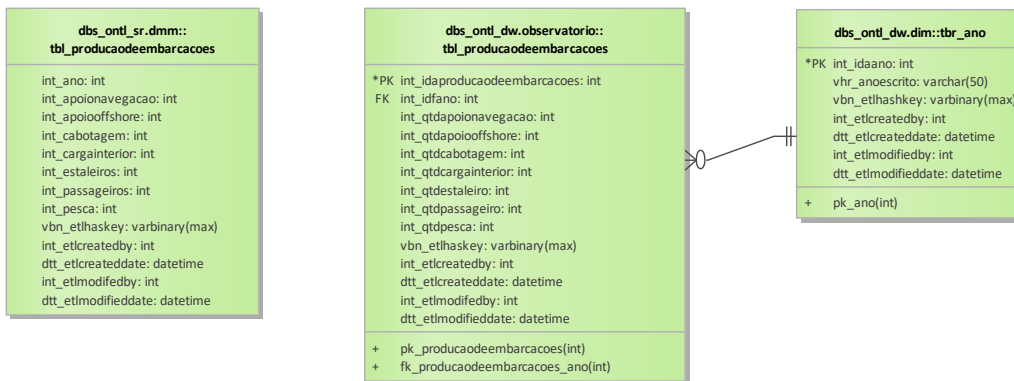 dbs_ontl_sr.dmm::
tbl_producaodeembarcacoes
int_ano: int
int_apoionavegacao: int
int_apoiooffshore: int
int_cabotagem: int
int_cargainterior: int
int_estaleiros: int
int_passageiros: int
int_pesca: int
vbn_etlhaskey: varbinary(max)
int_etlcreatedby: int
dtt_etlcreateddate: datetime
int_etlmodifedby: int
dtt_etlmodifieddate: datetime
dbs_ontl_dw.observatorio::
tbl_producaodeembarcacoes
*PK int_idaproducaodeembarcacoes: int
FK int_idfano: int
int_qtdapoionavegacao: int
int_qtdapoiooffshore: int
int_qtdcabotagem: int
int_qtdcargainterior: int
int_qtdestaleiro: int
int_qtdpassageiro: int
int_qtdpesca: int
vbn_etlhaskey: varbinary(max)
int_etlcreatedby: int
dtt_etlcreateddate: datetime
int_etlmodifedby: int
dtt_etlmodifieddate: datetime
+ pk_producaodeembarcacoes(int)
+ fk_producaodeembarcacoes_ano(int)
dbs_ontl_dw.dim::tbr_ano
*PK int_idaano: int
vhr_anoescrito: varchar(50)
vbn_etlhashkey: varbinary(max)
int_etlcreatedby: int
dtt_etlcreateddate: datetime
int_etlmodifiedby: int
dtt_etlmodifieddate: datetime
+ pk_ano(int)